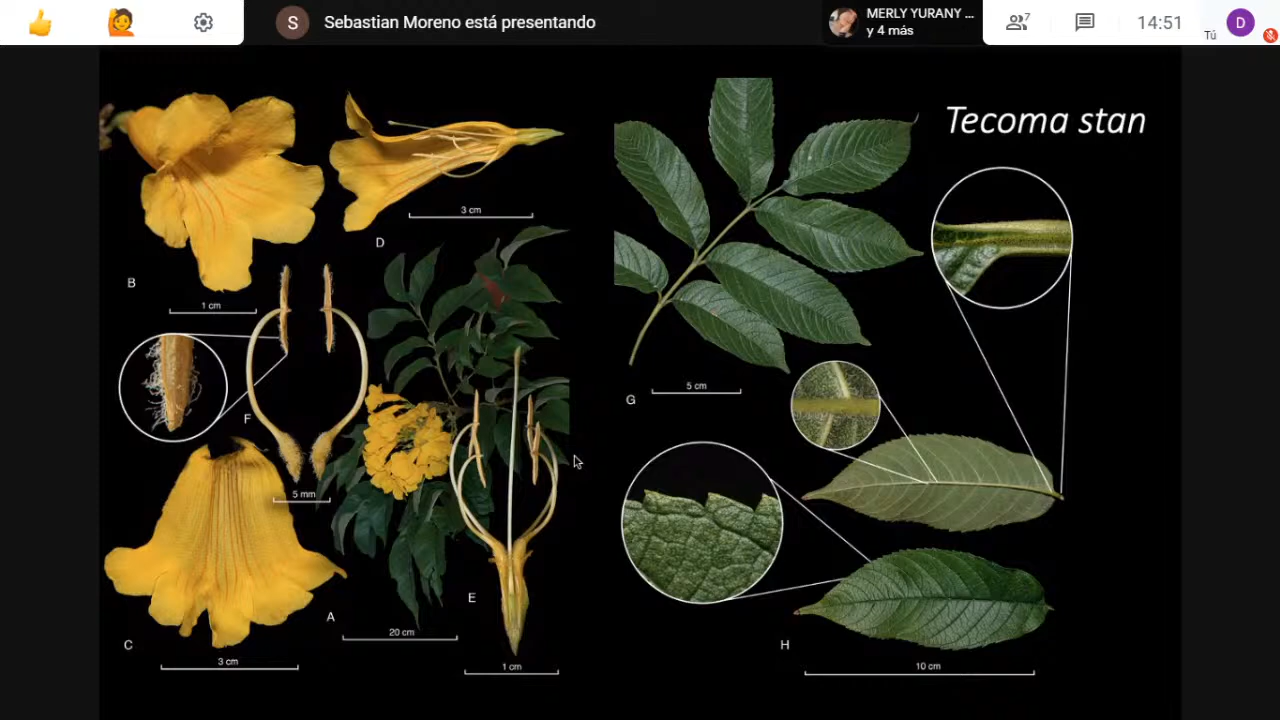 S Sebastian Moreno está presentando
MERLY YURANY ...
y 4 más
7
14:51
Tú
D
Tecoma stan
B
1 cm
D
3 cm
F
5 mm
C
3 cm
A
20 cm
E
1 cm
G
5 cm
H
10 cm